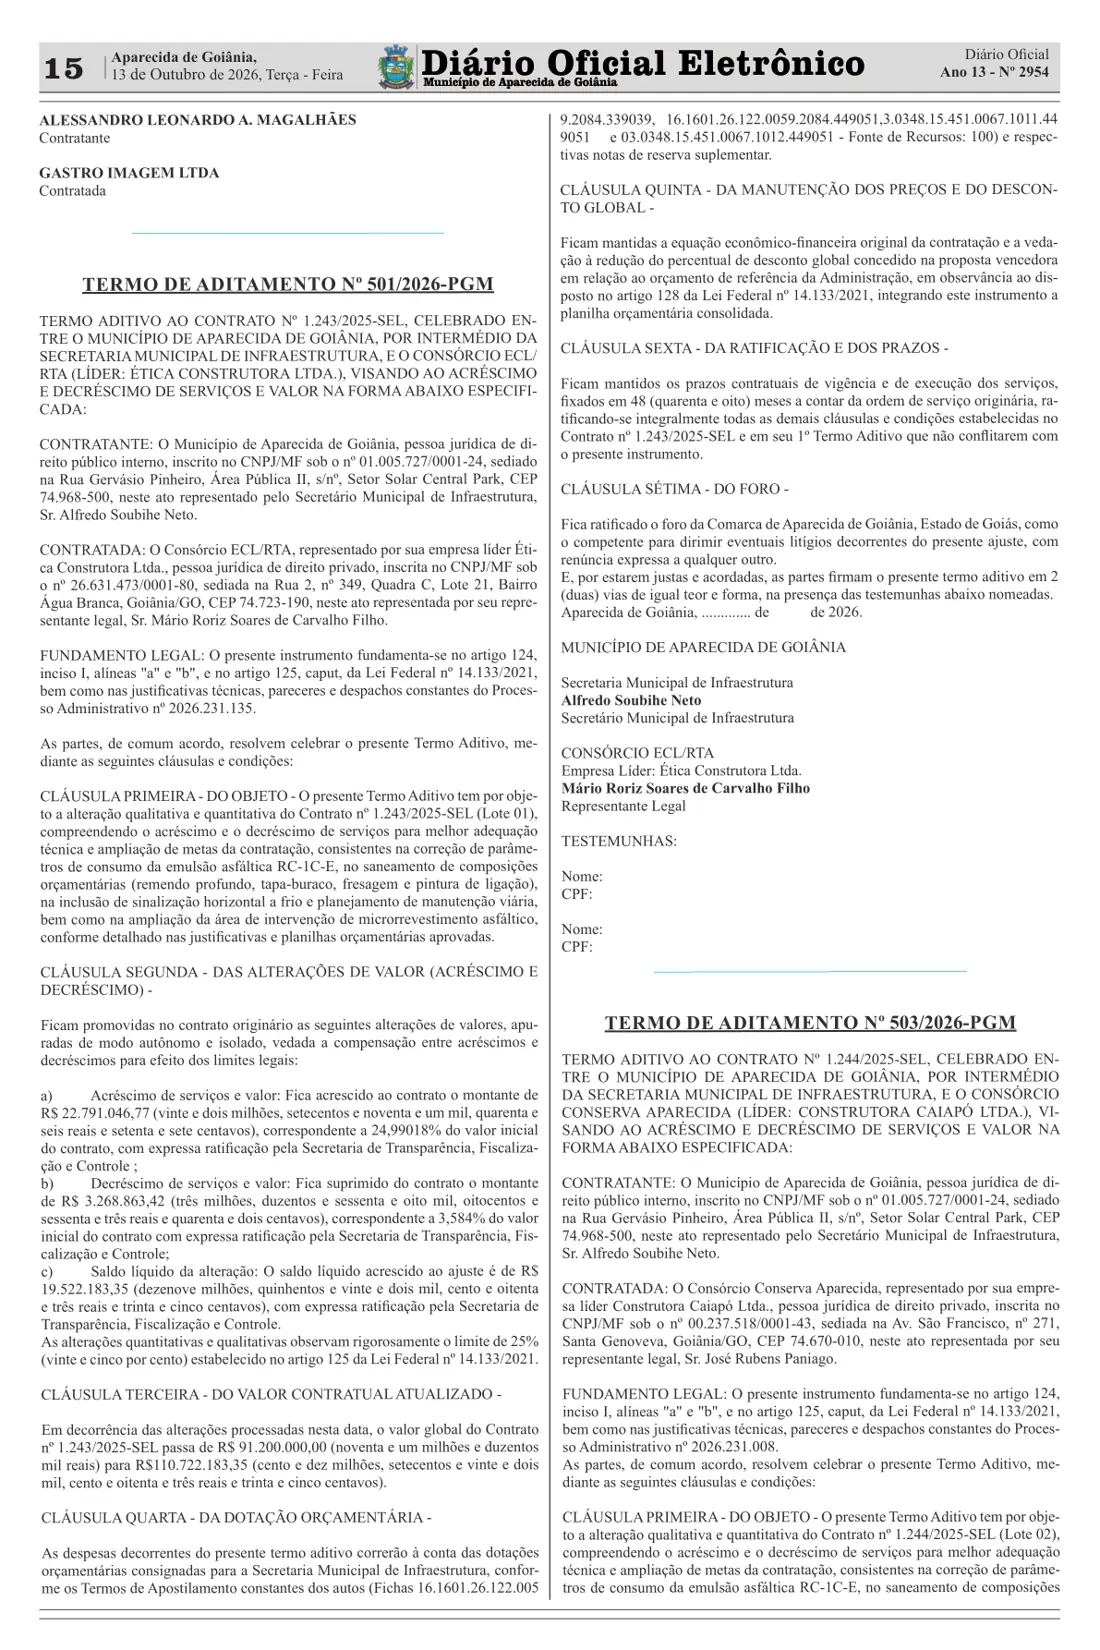 15
Aparecida de Goiânia,
13 de Outubro de 2026, Terça - Feira
Diário Oficial Eletrônico
Município de Aparecida de Goiânia
Diário Oficial
Ano 13 - Nº 2954
ALESSANDRO LEONARDO A. MAGALHÃES
Contratante
GASTRO IMAGEM LTDA
Contratada
TERMO DE ADITAMENTO Nº 501/2026-PGM
TERMO ADITIVO AO CONTRATO Nº 1.243/2025-SEL, CELEBRADO EN-
TRE O MUNICÍPIO DE APARECIDA DE GOIÂNIA, POR INTERMÉDIO DA
SECRETARIA MUNICIPAL DE INFRAESTRUTURA, E O CONSÓRCIO ECL/
RTA (LÍDER: ÉTICA CONSTRUTORA LTDA.), VISANDO AO ACRÉSCIMO
E DECRÉSCIMO DE SERVIÇOS E VALOR NA FORMA ABAIXO ESPECIFI-
CADA:
CONTRATANTE: O Município de Aparecida de Goiânia, pessoa jurídica de di-
reito público interno, inscrito no CNPJ/MF sob o nº 01.005.727/0001-24, sediado
na Rua Gervásio Pinheiro, Área Pública II, s/nº, Setor Solar Central Park, CEP
74.968-500, neste ato representado pelo Secretário Municipal de Infraestrutura,
Sr. Alfredo Soubihe Neto.
CONTRATADA: O Consórcio ECL/RTA, representado por sua empresa líder Éti-
ca Construtora Ltda., pessoa jurídica de direito privado, inscrita no CNPJ/MF sob
o nº 26.631.473/0001-80, sediada na Rua 2, nº 349, Quadra C, Lote 21, Bairro
Água Branca, Goiânia/GO, CEP 74.723-190, neste ato representada por seu repre-
sentante legal, Sr. Mário Roriz Soares de Carvalho Filho.
FUNDAMENTO LEGAL: O presente instrumento fundamenta-se no artigo 124,
inciso I, alíneas "a" e "b", e no artigo 125, caput, da Lei Federal nº 14.133/2021,
bem como nas justificativas técnicas, pareceres e despachos constantes do Proces-
so Administrativo nº 2026.231.135.
As partes, de comum acordo, resolvem celebrar o presente Termo Aditivo, me-
diante as seguintes cláusulas e condições:
CLÁUSULA PRIMEIRA - DO OBJETO - O presente Termo Aditivo tem por obje-
to a alteração qualitativa e quantitativa do Contrato nº 1.243/2025-SEL (Lote 01),
compreendendo o acréscimo e o decréscimo de serviços para melhor adequação
técnica e ampliação de metas da contratação, consistentes na correção de parâme-
tros de consumo da emulsão asfáltica RC-1C-E, no saneamento de composições
orçamentárias (remendo profundo, tapa-buraco, fresagem e pintura de ligação),
na inclusão de sinalização horizontal a frio e planejamento de manutenção viária,
bem como na ampliação da área de intervenção de microrrevestimento asfáltico,
conforme detalhado nas justificativas e planilhas orçamentárias aprovadas.
CLÁUSULA SEGUNDA - DAS ALTERAÇÕES DE VALOR (ACRÉSCIMO E
DECRÉSCIMO) -
Ficam promovidas no contrato originário as seguintes alterações de valores, apu-
radas de modo autônomo e isolado, vedada a compensação entre acréscimos e
decréscimos para efeito dos limites legais:
a) Acréscimo de serviços e valor: Fica acrescido ao contrato o montante de
R$ 22.791.046,77 (vinte e dois milhões, setecentos e noventa e um mil, quarenta e
seis reais e setenta e sete centavos), correspondente a 24,99018% do valor inicial
do contrato, com expressa ratificação pela Secretaria de Transparência, Fiscaliza-
ção e Controle ;
b) Decréscimo de serviços e valor: Fica suprimido do contrato o montante
de R$ 3.268.863,42 (três milhões, duzentos e sessenta e oito mil, oitocentos e
sessenta e três reais e quarenta e dois centavos), correspondente a 3,584% do valor
inicial do contrato com expressa ratificação pela Secretaria de Transparência, Fis-
calização e Controle;
c) Saldo líquido da alteração: O saldo líquido acrescido ao ajuste é de R$
19.522.183,35 (dezenove milhões, quinhentos e vinte e dois mil, cento e oitenta
e três reais e trinta e cinco centavos), com expressa ratificação pela Secretaria de
Transparência, Fiscalização e Controle.
As alterações quantitativas e qualitativas observam rigorosamente o limite de 25%
(vinte e cinco por cento) estabelecido no artigo 125 da Lei Federal nº 14.133/2021.
CLÁUSULA TERCEIRA - DO VALOR CONTRATUAL ATUALIZADO -
Em decorrência das alterações processadas nesta data, o valor global do Contrato
nº 1.243/2025-SEL passa de R$ 91.200.000,00 (noventa e um milhões e duzentos
mil reais) para R$110.722.183,35 (cento e dez milhões, setecentos e vinte e dois
mil, cento e oitenta e três reais e trinta e cinco centavos).
CLÁUSULA QUARTA - DA DOTAÇÃO ORÇAMENTÁRIA -
As despesas decorrentes do presente termo aditivo correrão à conta das dotações
orçamentárias consignadas para a Secretaria Municipal de Infraestrutura, confor-
me os Termos de Apostilamento constantes dos autos (Fichas 16.1601.26.122.005
9.2084.339039, 16.1601.26.122.0059.2084.449051,3.0348.15.451.0067.1011.44
9051 e 03.0348.15.451.0067.1012.449051 - Fonte de Recursos: 100) e respec-
tivas notas de reserva suplementar.
CLÁUSULA QUINTA - DA MANUTENÇÃO DOS PREÇOS E DO DESCON-
TO GLOBAL -
Ficam mantidas a equação econômico-financeira original da contratação e a veda-
ção à redução do percentual de desconto global concedido na proposta vencedora
em relação ao orçamento de referência da Administração, em observância ao dis-
posto no artigo 128 da Lei Federal nº 14.133/2021, integrando este instrumento a
planilha orçamentária consolidada.
CLÁUSULA SEXTA - DA RATIFICAÇÃO E DOS PRAZOS -
Ficam mantidos os prazos contratuais de vigência e de execução dos serviços,
fixados em 48 (quarenta e oito) meses a contar da ordem de serviço originária, ra-
tificando-se integralmente todas as demais cláusulas e condições estabelecidas no
Contrato nº 1.243/2025-SEL e em seu 1º Termo Aditivo que não conflitarem com
o presente instrumento.
CLÁUSULA SÉTIMA - DO FORO -
Fica ratificado o foro da Comarca de Aparecida de Goiânia, Estado de Goiás, como
o competente para dirimir eventuais litígios decorrentes do presente ajuste, com
renúncia expressa a qualquer outro.
E, por estarem justas e acordadas, as partes firmam o presente termo aditivo em 2
(duas) vias de igual teor e forma, na presença das testemunhas abaixo nomeadas.
Aparecida de Goiânia, ............. de de 2026.
MUNICÍPIO DE APARECIDA DE GOIÂNIA
Secretaria Municipal de Infraestrutura
Alfredo Soubihe Neto
Secretário Municipal de Infraestrutura
CONSÓRCIO ECL/RTA
Empresa Líder: Ética Construtora Ltda.
Mário Roriz Soares de Carvalho Filho
Representante Legal
TESTEMUNHAS:
Nome:
CPF:
Nome:
CPF:
TERMO DE ADITAMENTO Nº 503/2026-PGM
TERMO ADITIVO AO CONTRATO Nº 1.244/2025-SEL, CELEBRADO EN-
TRE O MUNICÍPIO DE APARECIDA DE GOIÂNIA, POR INTERMÉDIO
DA SECRETARIA MUNICIPAL DE INFRAESTRUTURA, E O CONSÓRCIO
CONSERVA APARECIDA (LÍDER: CONSTRUTORA CAIAPÓ LTDA.), VI-
SANDO AO ACRÉSCIMO E DECRÉSCIMO DE SERVIÇOS E VALOR NA
FORMA ABAIXO ESPECIFICADA:
CONTRATANTE: O Município de Aparecida de Goiânia, pessoa jurídica de di-
reito público interno, inscrito no CNPJ/MF sob o nº 01.005.727/0001-24, sediado
na Rua Gervásio Pinheiro, Área Pública II, s/nº, Setor Solar Central Park, CEP
74.968-500, neste ato representado pelo Secretário Municipal de Infraestrutura,
Sr. Alfredo Soubihe Neto.
CONTRATADA: O Consórcio Conserva Aparecida, representado por sua empre-
sa líder Construtora Caiapó Ltda., pessoa jurídica de direito privado, inscrita no
CNPJ/MF sob o nº 00.237.518/0001-43, sediada na Av. São Francisco, nº 271,
Santa Genoveva, Goiânia/GO, CEP 74.670-010, neste ato representada por seu
representante legal, Sr. José Rubens Paniago.
FUNDAMENTO LEGAL: O presente instrumento fundamenta-se no artigo 124,
inciso I, alíneas "a" e "b", e no artigo 125, caput, da Lei Federal nº 14.133/2021,
bem como nas justificativas técnicas, pareceres e despachos constantes do Proces-
so Administrativo nº 2026.231.008.
As partes, de comum acordo, resolvem celebrar o presente Termo Aditivo, me-
diante as seguintes cláusulas e condições:
CLÁUSULA PRIMEIRA - DO OBJETO - O presente Termo Aditivo tem por obje-
to a alteração qualitativa e quantitativa do Contrato nº 1.244/2025-SEL (Lote 02),
compreendendo o acréscimo e o decréscimo de serviços para melhor adequação
técnica e ampliação de metas da contratação, consistentes na correção de parâme-
tros de consumo da emulsão asfáltica RC-1C-E, no saneamento de composições